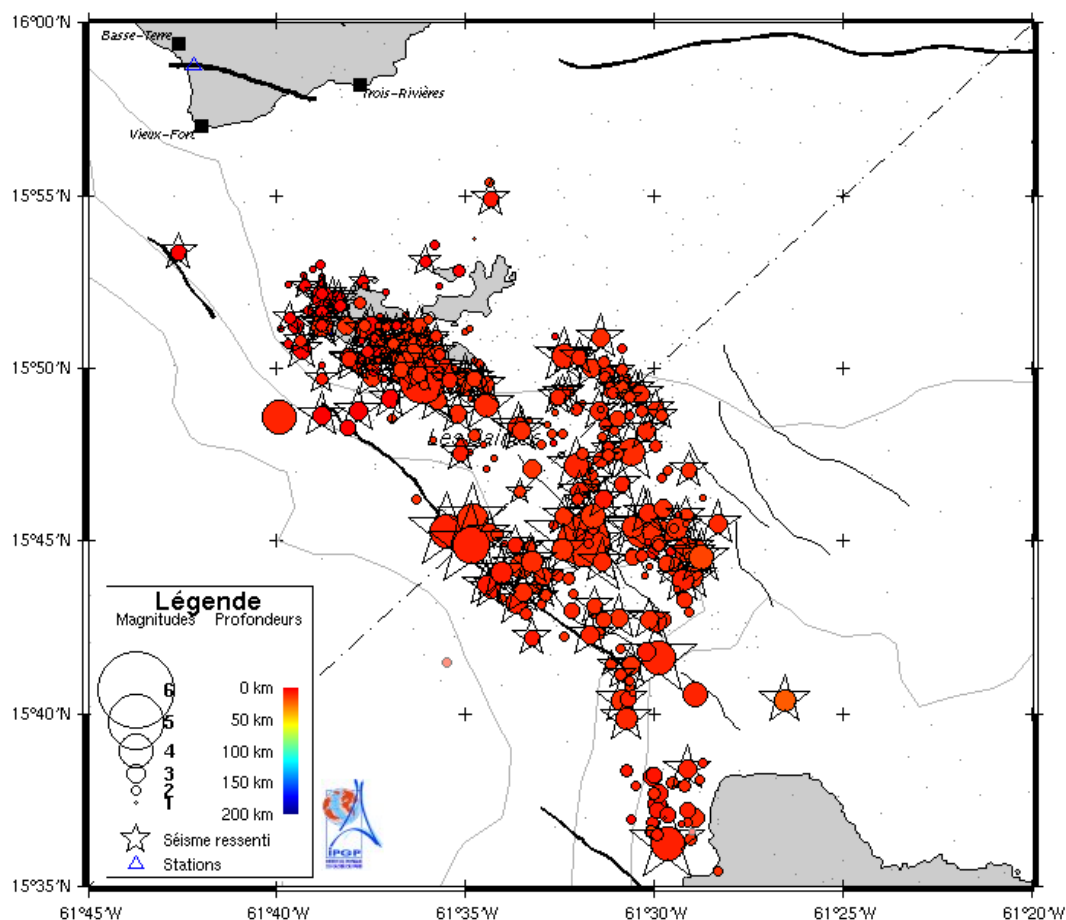 16°00'N
Basse-Terre
Trois-Rivières
Vieux-Fort
15°55'N
15°50'N
15°45'N
Légende
Magnitudes Profondeurs
6
5
4
3
2
1
0 km
50 km
100 km
150 km
200 km
Séisme ressenti
Stations
IPGP
15°40'N
15°35'N
61°45'W 61°40'W 61°35'W 61°30'W 61°25'W 61°20'W